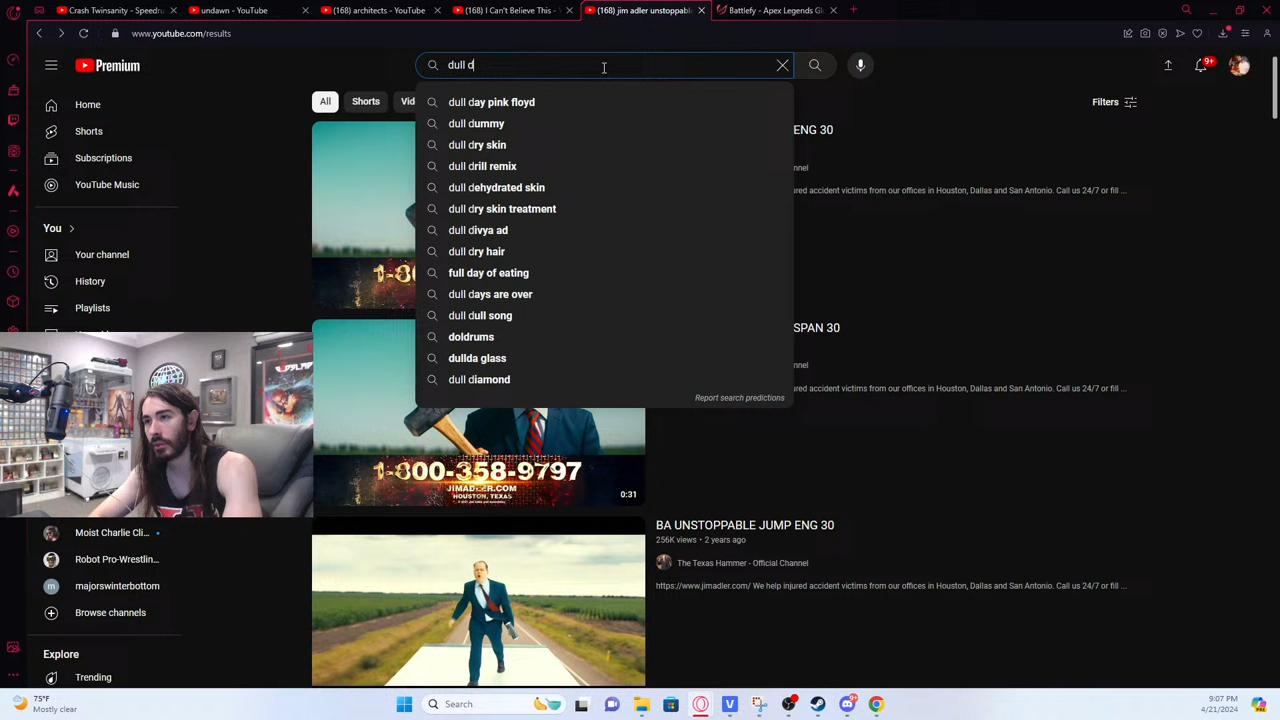 Crash Twinsanity - Speedru
undawn - YouTube
(168) architects - YouTube
(168) I Can't Believe This -
(168) jim adler unstoppable
Battlefy - Apex Legends Gl
www.youtube.com/results
Premium
dull d
9+
Home
Shorts
Subscriptions
YouTube Music
You
Your channel
History
Playlists
All
Shorts
Filters
dull day pink floyd
dull dummy
dull dry skin
dull drill remix
dull dehydrated skin
dull dry skin treatment
dull divya ad
dull dry hair
full day of eating
dull days are over
dull dull song
doldrums
dullda glass
dull diamond
Report search predictions
ENG 30
nnel
ured accident victims from our offices in Houston, Dallas and San Antonio. Call us 24/7 or fill ...
SPAN 30
nnel
ured accident victims from our offices in Houston, Dallas and San Antonio. Call us 24/7 or fill ...
1-800-358-9797
JIMADLER.COM
HOUSTON, TEXAS
0:31
BA UNSTOPPABLE JUMP ENG 30
256K views • 2 years ago
The Texas Hammer - Official Channel
https://www.jimadler.com/ We help injured accident victims from our offices in Houston, Dallas and San Antonio. Call us 24/7 or fill ...
Moist Charlie Cli...
Robot Pro-Wrestlin...
m
majorswinterbottom
Browse channels
Explore
Trending
75°F
Mostly clear
Search
9+
9:07 PM
4/21/2024